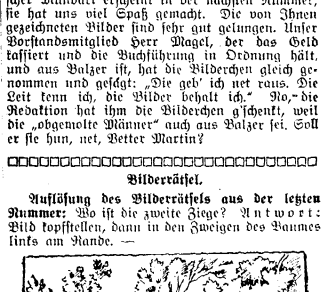 scher Mundart erscheint in der nächsten Nummer,
sie hat uns viel Spaß gemacht. Die von Ihnen
gezeichneten Bilder sind sehr gut gelungen. Unser
Vorstandsmitglied Herr Magel, der das Geld
kassiert und die Buchführung in Ordnung hält,
und aus Balzer ist, hat die Bilderchen gleich ge-
nommen und gesagt: „Die geb' ich net raus. Die
Leit kenn ich, die Bilder behalt ich.“ No,- die
Redaktion hat ihm die Bilderchen g'schenkt, weil
die „obgemolte Männer“ auch aus Balzer sei. Soll
er sie hun, net, Vetter Martin?
Bilderrätsel.
Auflösung des Bilderrätsels aus der letzten
Nummer: Wo ist die zweite Ziege? Antwort:
Bild kopfstellen, dann in den Zweigen des Baumes
links am Rande. —